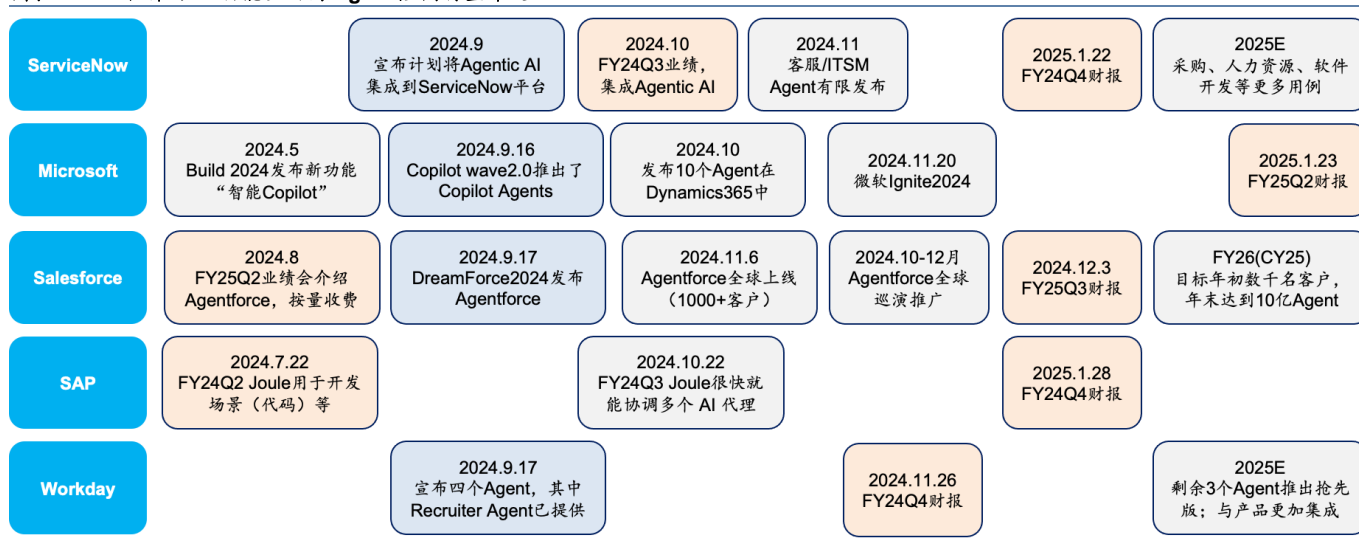 ServiceNow
2024.9
宣布计划将Agentic AI
集成到ServiceNow平台
2024.10
FY24Q3业绩，
集成Agentic AI
2024.11
客服/ITSM
Agent有限发布
2025.1.22
FY24Q4财报
2025E
采购、人力资源、软件
开发等更多用例
Microsoft
2024.5
Build 2024发布新功能
“智能Copilot”
2024.9.16
Copilot wave2.0推出了
Copilot Agents
2024.10
发布10个Agent在
Dynamics365中
2024.11.20
微软Ignite2024
2025.1.23
FY25Q2财报
Salesforce
2024.8
FY25Q2业绩会介绍
Agentforce，按量收费
2024.9.17
DreamForce2024发布
Agentforce
2024.11.6
Agentforce全球上线
（1000+客户）
2024.10-12月
Agentforce全球
巡演推广
2024.12.3
FY25Q3财报
FY26(CY25)
目标年初数千名客户，
年末达到10亿Agent
SAP
2024.7.22
FY24Q2 Joule用于开发
场景（代码）等
2024.10.22
FY24Q3 Joule很快就
能协调多个 AI 代理
2025.1.28
FY24Q4财报
Workday
2024.9.17
宣布四个Agent，其中
Recruiter Agent已提供
2024.11.26
FY24Q4财报
2025E
剩余3个Agent推出抢先
版；与产品更加集成